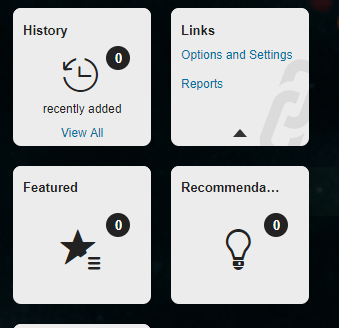 History
0
recently added
View All
Links
Options and Settings
Reports
Featured
0
Recommenda...
0